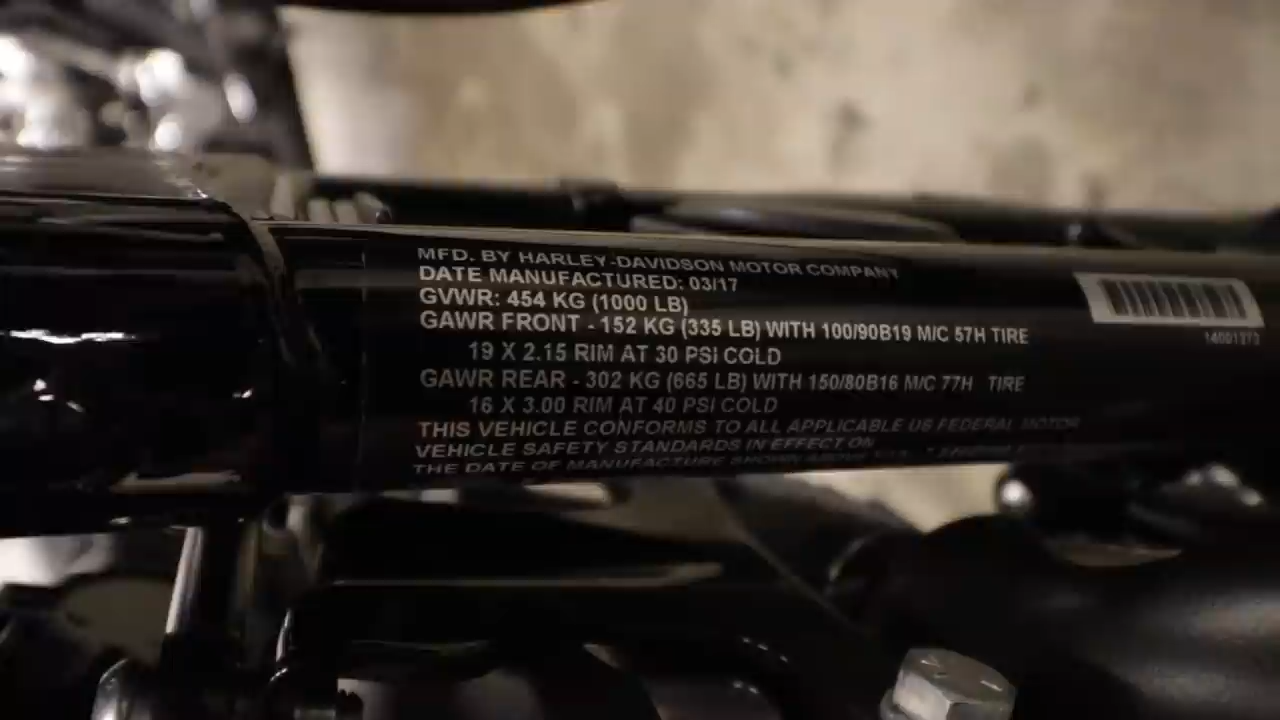 MFD. BY HARLEY-DAVIDSON MOTOR COMPANY
DATE MANUFACTURED: 03/17
GVWR: 454 KG (1000 LB)
GAWR FRONT - 152 KG (335 LB) WITH 100/90B19 M/C 57H TIRE
19 X 2.15 RIM AT 30 PSI COLD
GAWR REAR - 302 KG (665 LB) WITH 150/80B16 M/C 77H TIRE
16 X 3.00 RIM AT 40 PSI COLD
THIS VEHICLE CONFORMS TO ALL APPLICABLE US FEDERAL MOTOR
VEHICLE SAFETY STANDARDS IN EFFECT ON
THE DATE OF MANUFACTURE SHOWN ABOVE